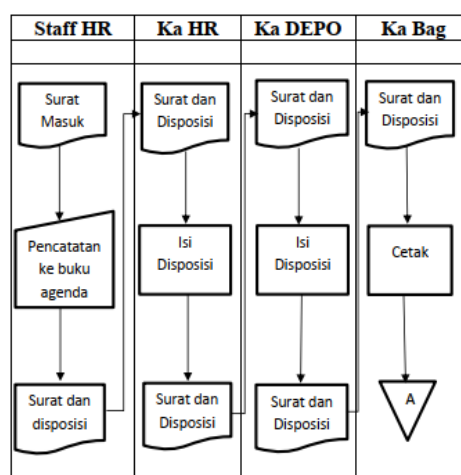 Staff HR
Ka HR
Ka DEPO
Ka Bag
Surat
Masuk
Pencatatan
ke buku
agenda
Surat dan
disposisi
Surat dan
Disposisi
Isi
Disposisi
Surat dan
Disposisi
Surat dan
Disposisi
Isi
Disposisi
Surat dan
Disposisi
Surat dan
Disposisi
Cetak
A